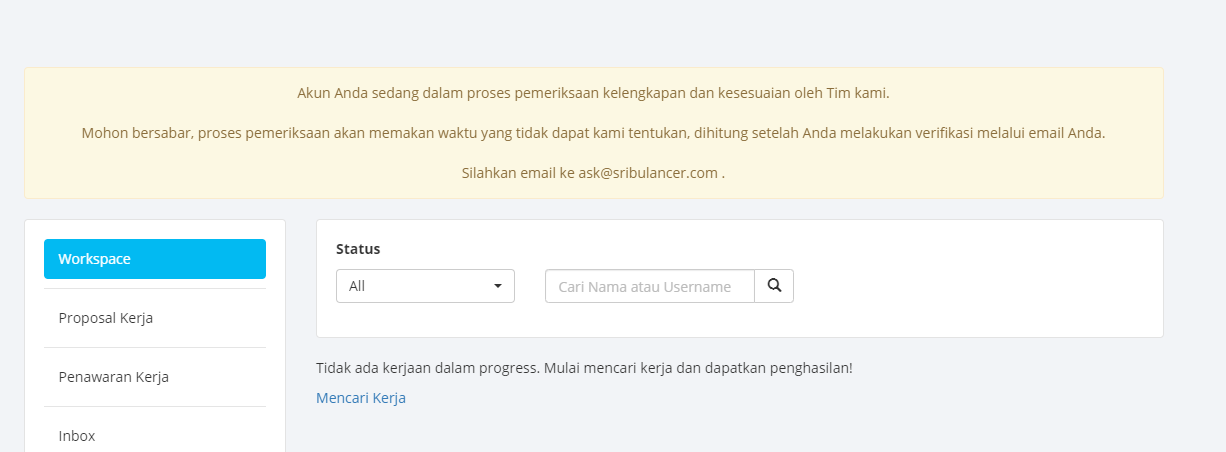 Akun Anda sedang dalam proses pemeriksaan kelengkapan dan kesesuaian oleh Tim kami.
Mohon bersabar, proses pemeriksaan akan memakan waktu yang tidak dapat kami tentukan, dihitung setelah Anda melakukan verifikasi melalui email Anda.
Silahkan email ke ask@sribulancer.com .
Workspace
Proposal Kerja
Penawaran Kerja
Inbox
Status
All
Cari Nama atau Username
Tidak ada kerjaan dalam progress. Mulai mencari kerja dan dapatkan penghasilan!
Mencari Kerja